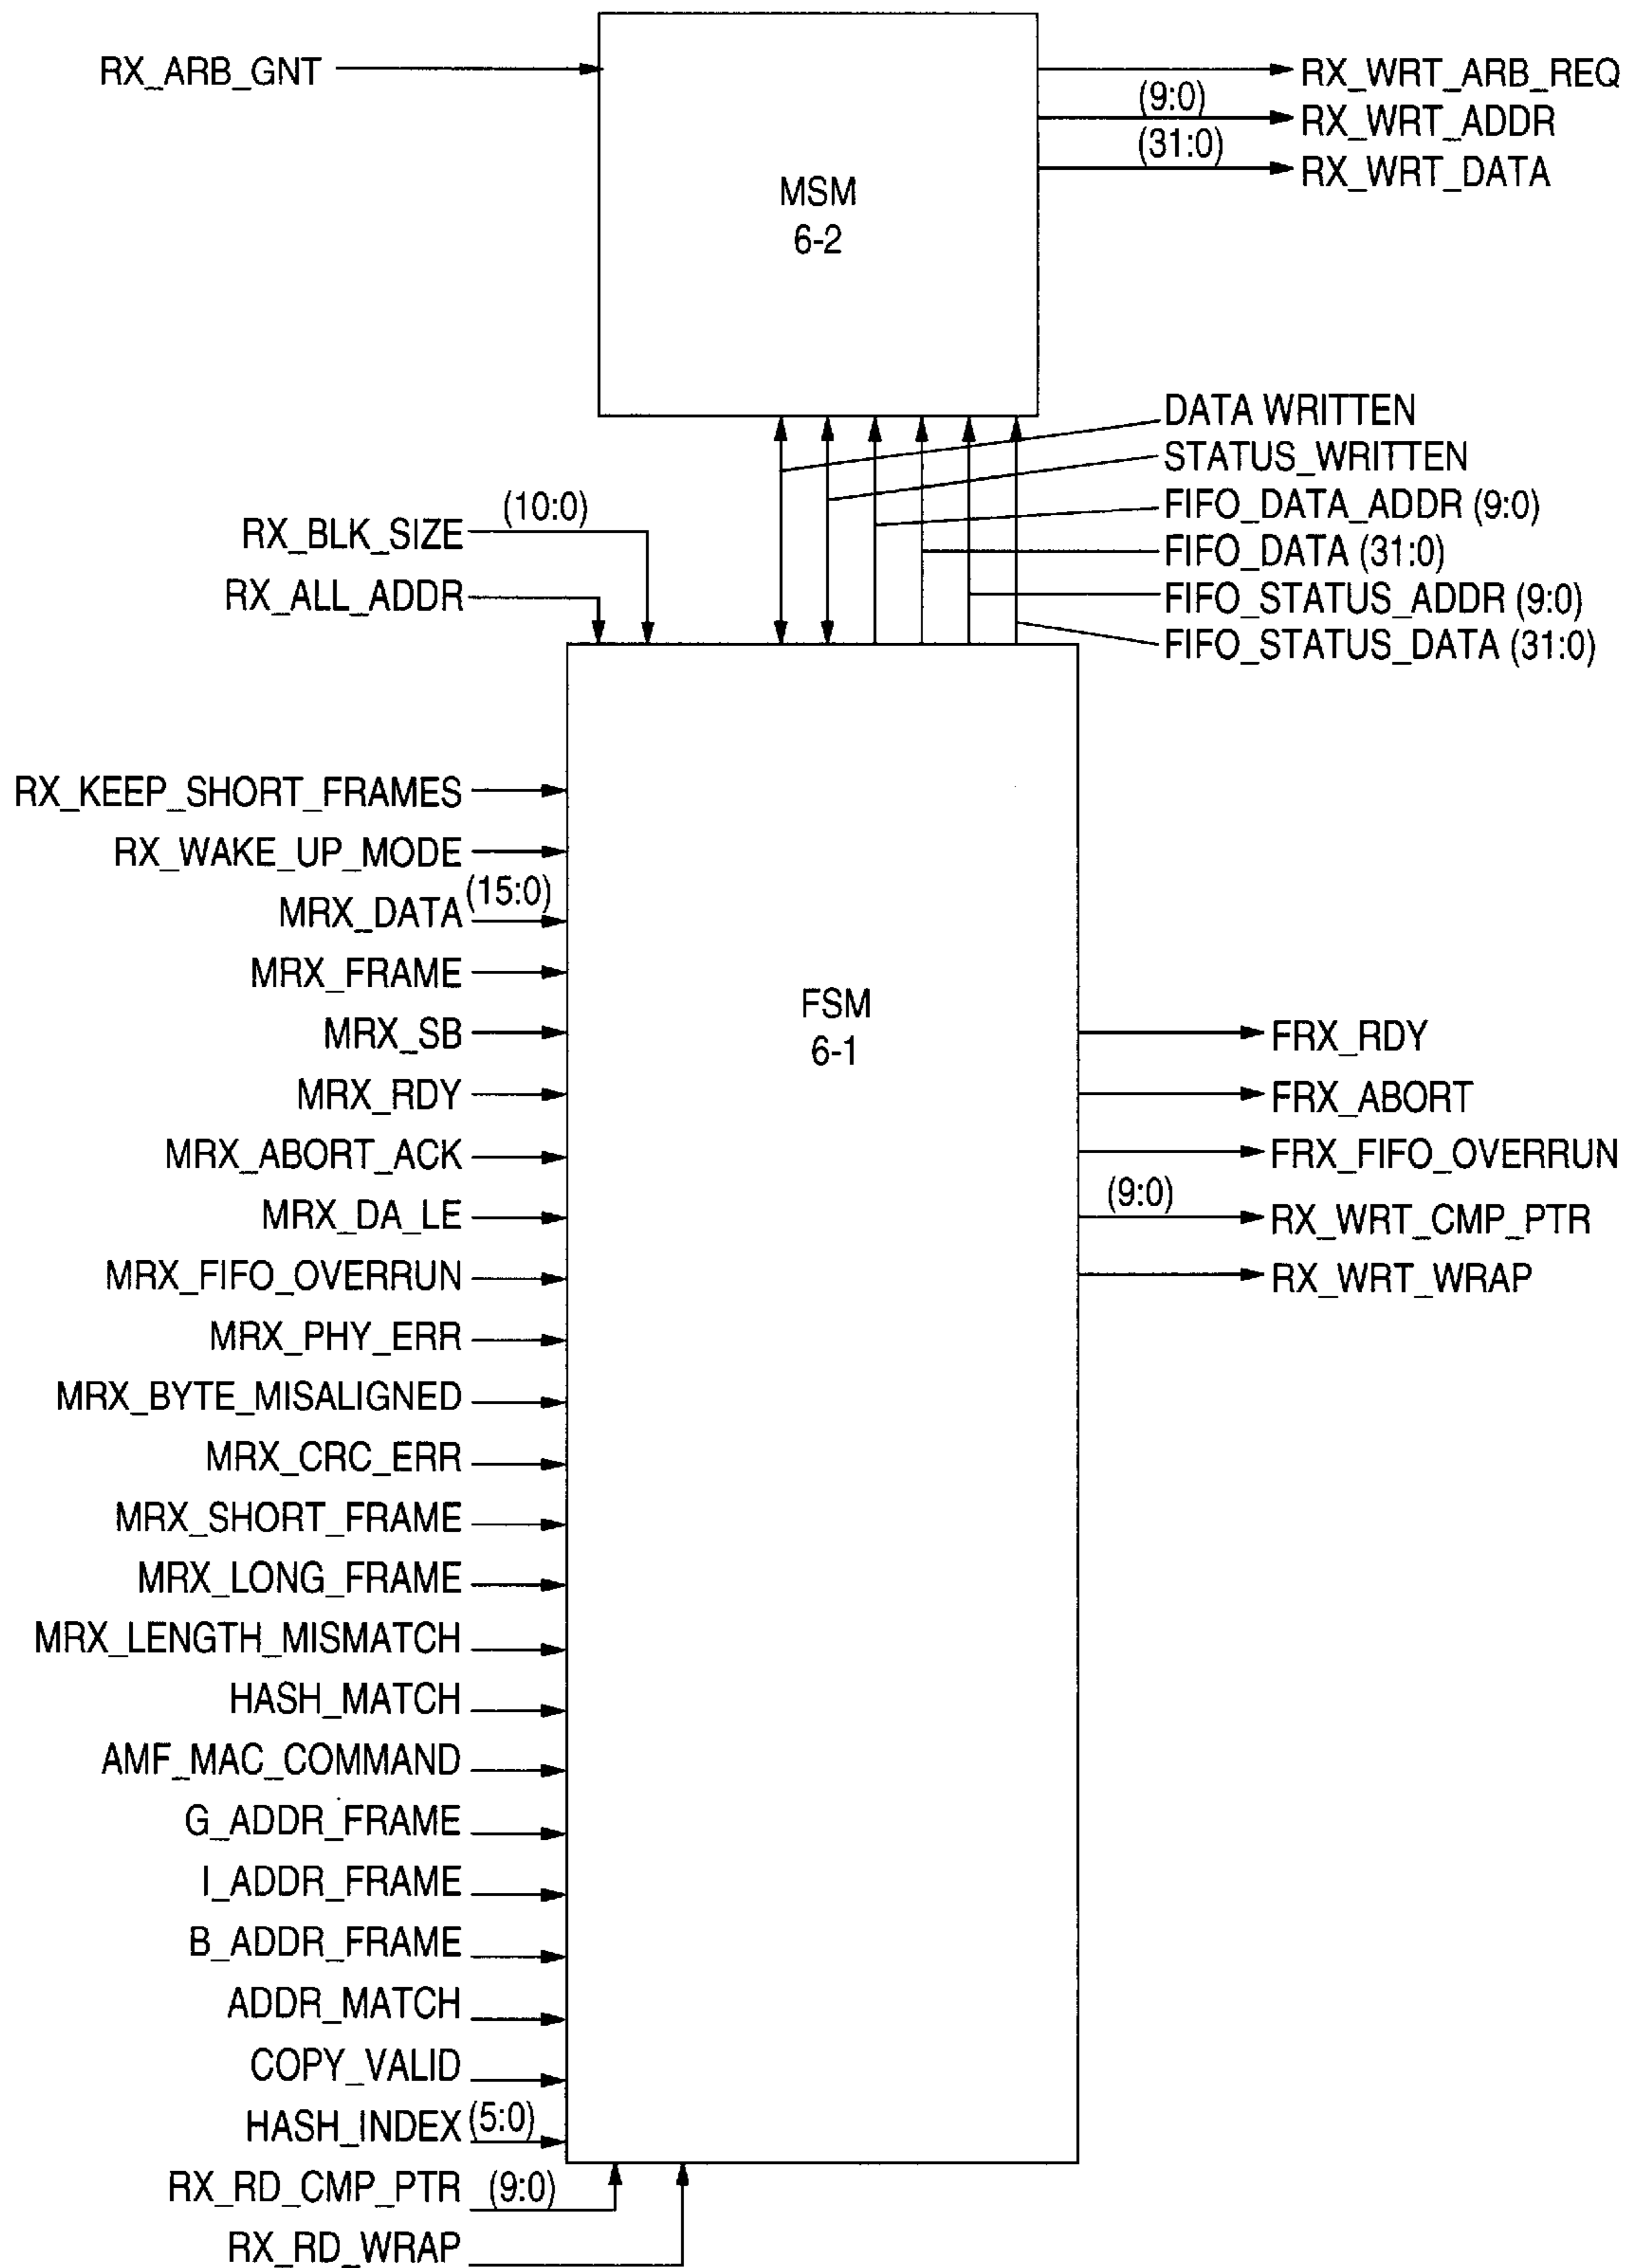 RX_ARB_GNT
RX_WRT_ARB_REQ
(9:0)
RX_WRT_ADDR
(31:0)
RX_WRT_DATA
MSM
6-2
DATA WRITTEN
STATUS_WRITTEN
FIFO_DATA_ADDR (9:0)
FIFO_DATA (31:0)
FIFO_STATUS_ADDR (9:0)
FIFO_STATUS_DATA (31:0)
RX_BLK_SIZE (10:0)
RX_ALL_ADDR
RX_KEEP_SHORT_FRAMES
RX_WAKE_UP_MODE
MRX_DATA (15:0)
MRX_FRAME
MRX_SB
MRX_RDY
MRX_ABORT_ACK
MRX_DA_LE
MRX_FIFO_OVERRUN
MRX_PHY_ERR
MRX_BYTE_MISALIGNED
MRX_CRC_ERR
MRX_SHORT_FRAME
MRX_LONG_FRAME
MRX_LENGTH_MISMATCH
HASH_MATCH
AMF_MAC_COMMAND
G_ADDR_FRAME
I_ADDR_FRAME
B_ADDR_FRAME
ADDR_MATCH
COPY_VALID
HASH_INDEX (5:0)
RX_RD_CMP_PTR (9:0)
RX_RD_WRAP
FSM
6-1
FRX_RDY
FRX_ABORT
FRX_FIFO_OVERRUN
(9:0)
RX_WRT_CMP_PTR
RX_WRT_WRAP